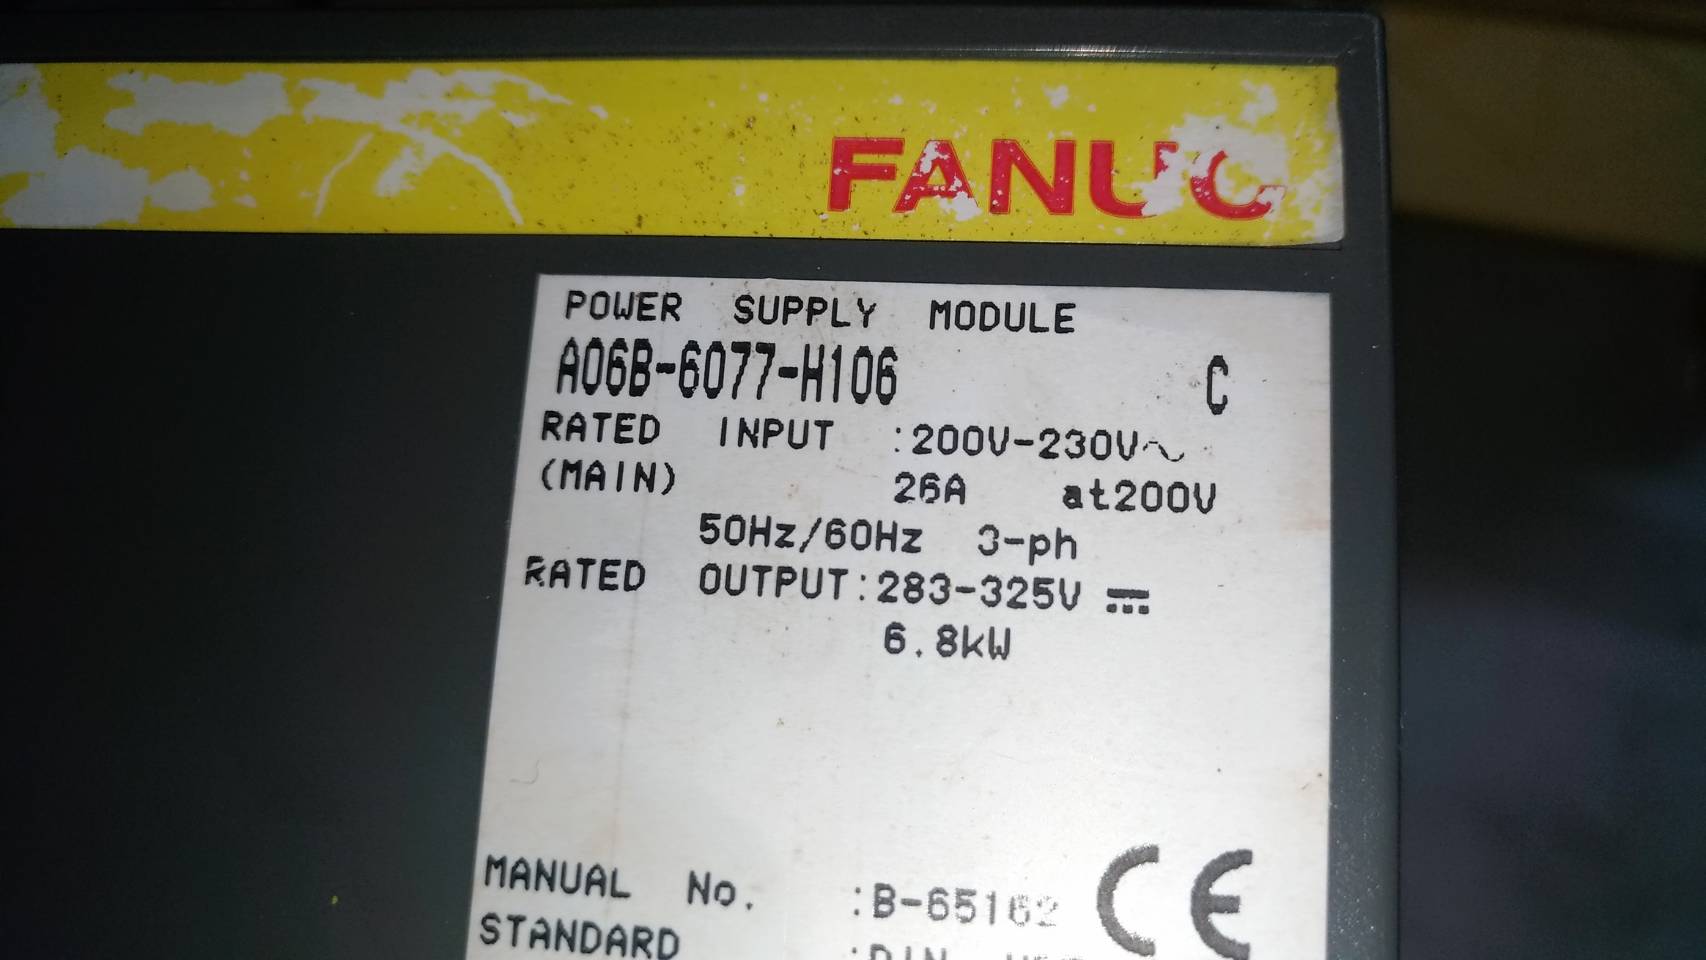 FANUC
POWER SUPPLY MODULE
A06B-6077-H106 C
RATED INPUT :200V-230V~
(MAIN) 26A at200V
50Hz/60Hz 3-ph
RATED OUTPUT:283-325V ⎓
6.8kW
MANUAL No. :B-65162
CE
STANDARD :DIN